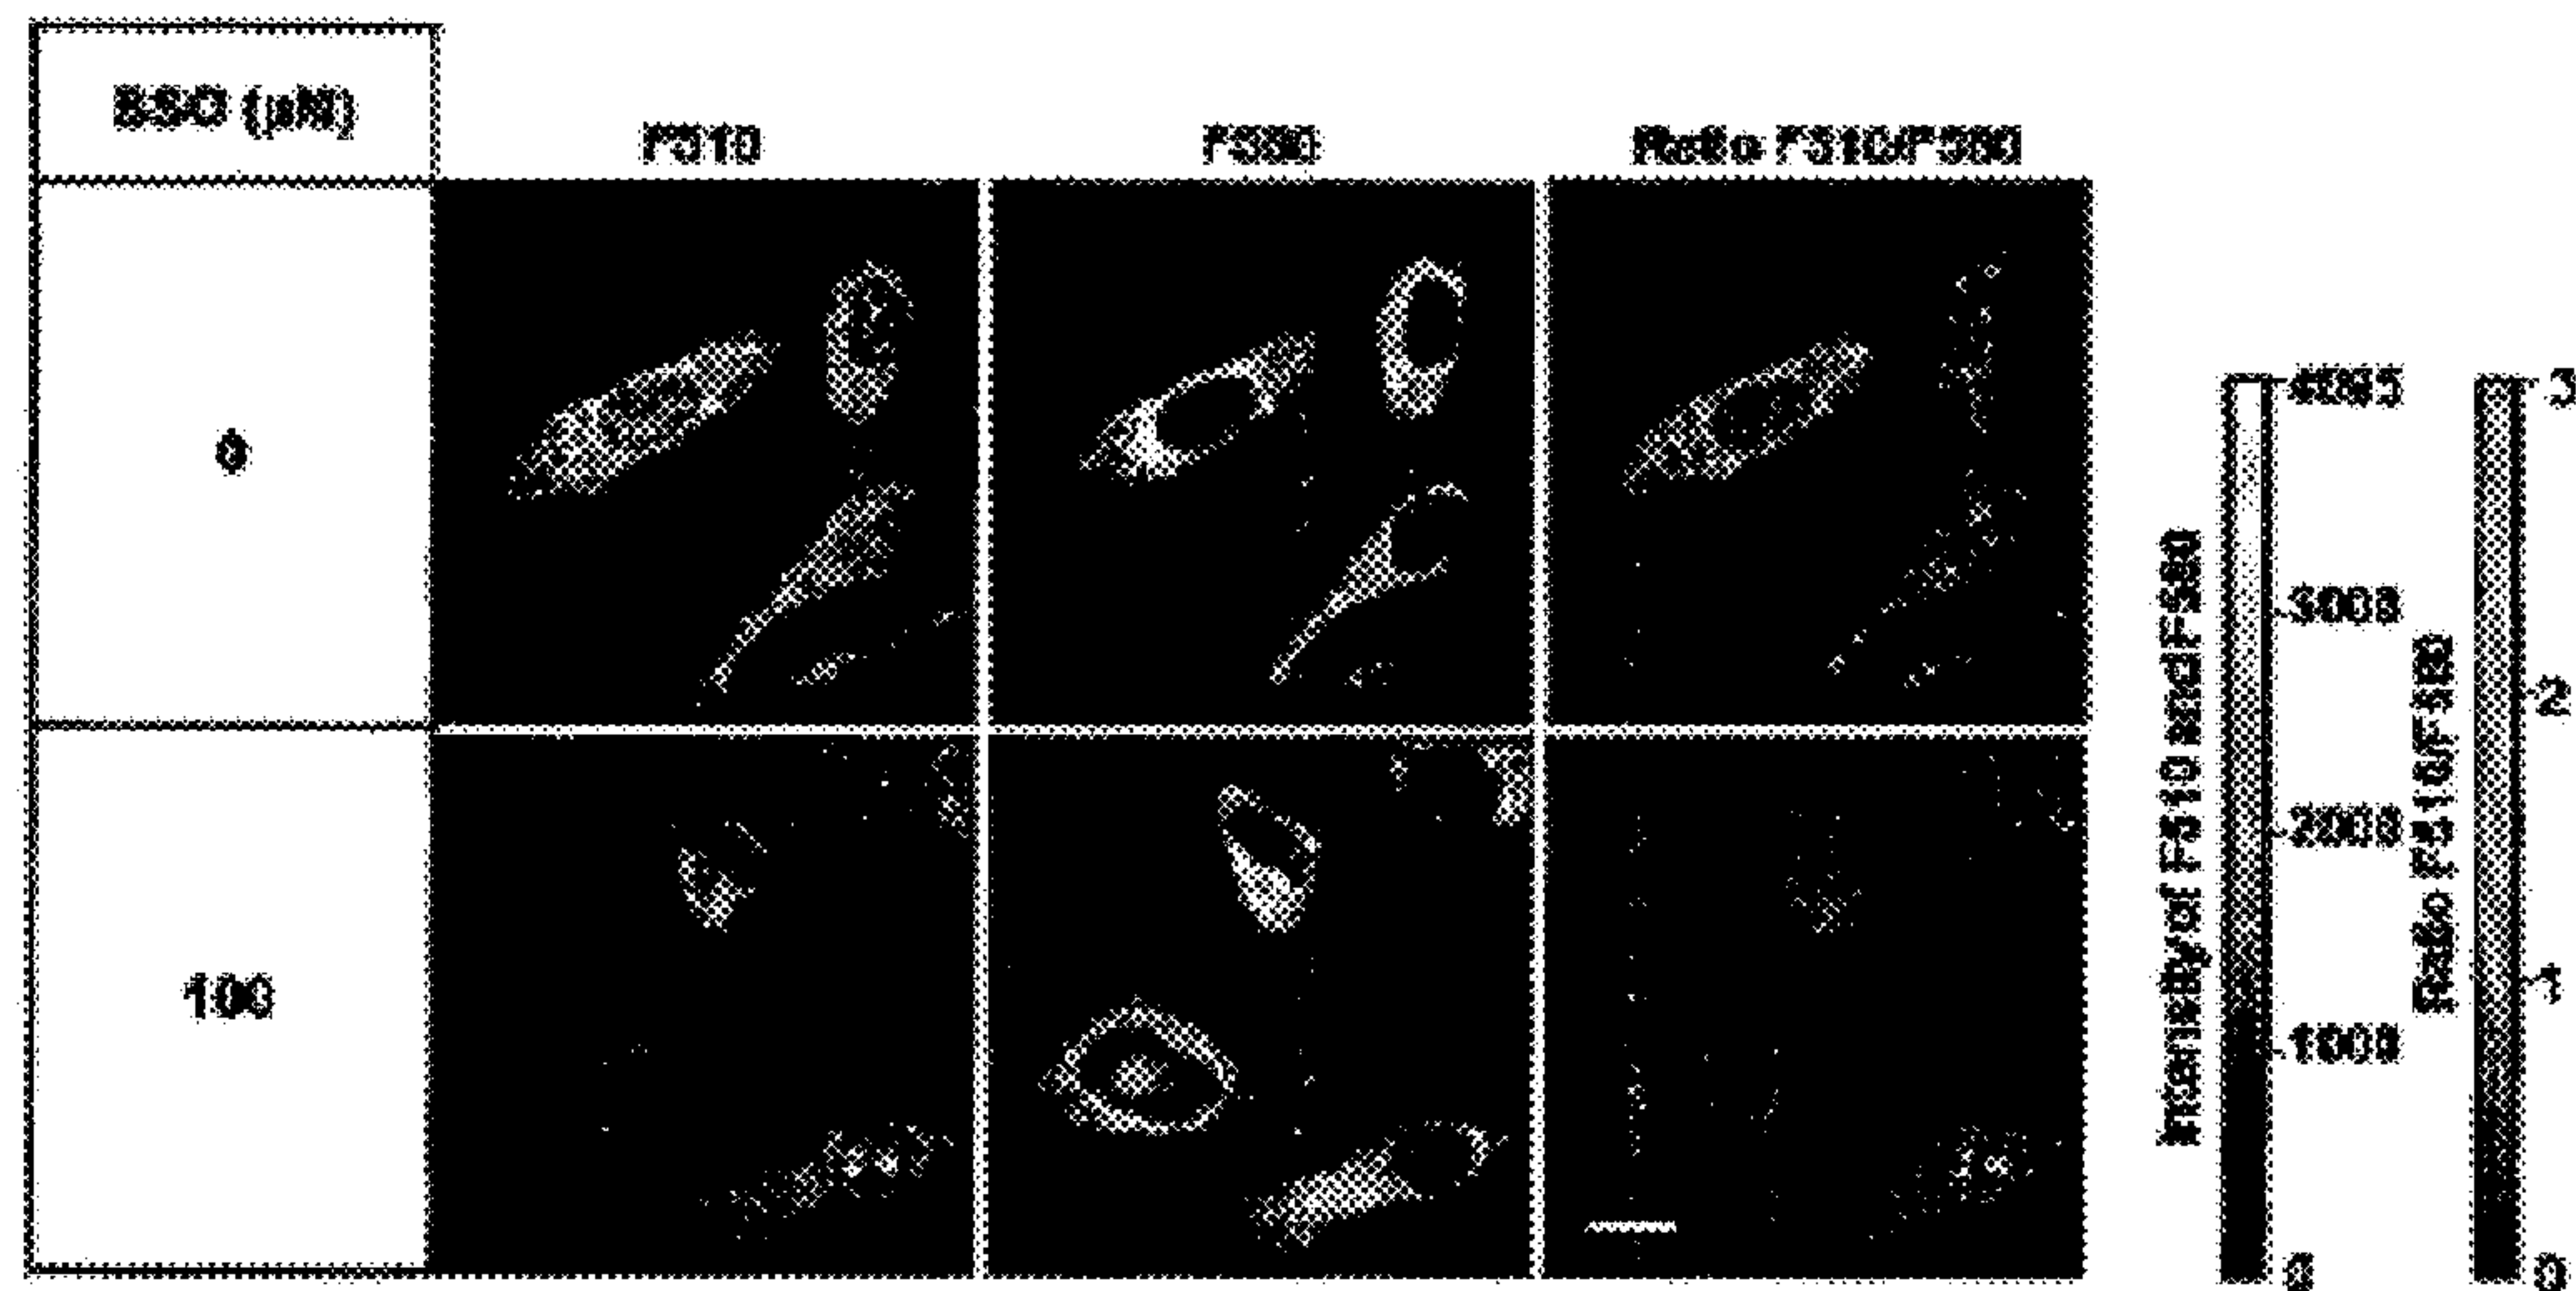 BSO (μM)
F510
F580
Ratio F510/F580
0
100
Intensity of F510 and F580
4095
3000
2000
1000
0
Ratio F510/F580
3
2
1
0